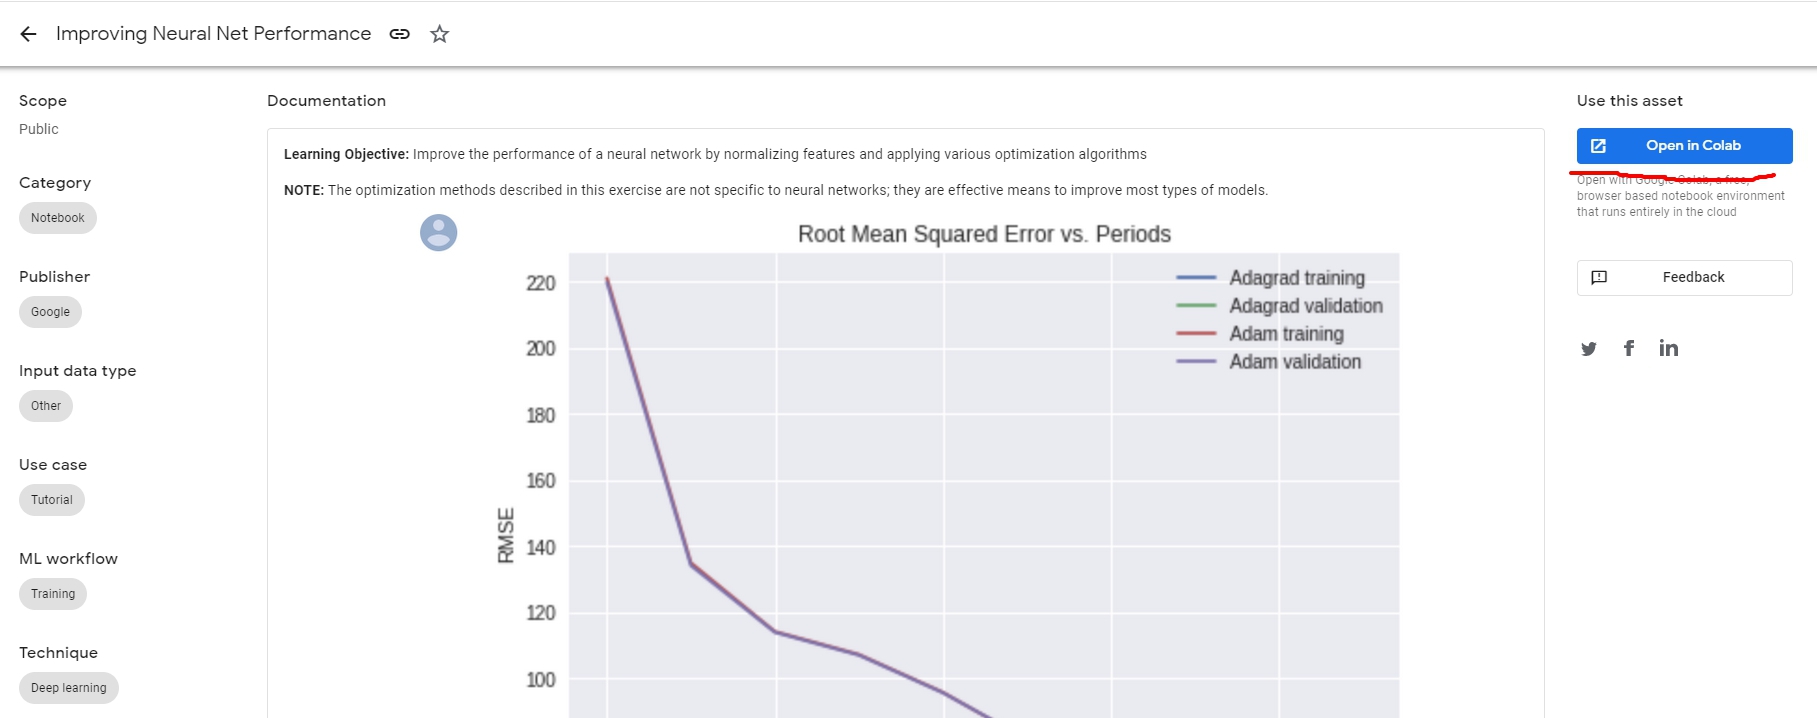 Improving Neural Net Performance
Scope
Public
Category
Notebook
Publisher
Google
Input data type
Other
Use case
Tutorial
ML workflow
Training
Technique
Deep learning
Documentation
Learning Objective: Improve the performance of a neural network by normalizing features and applying various optimization algorithms
NOTE: The optimization methods described in this exercise are not specific to neural networks; they are effective means to improve most types of models.
Root Mean Squared Error vs. Periods
Adagrad training
Adagrad validation
Adam training
Adam validation
220
200
180
160
140
120
100
RMSE
Use this asset
Open in Colab
Open with Google Colab, a free,
browser based notebook environment
that runs entirely in the cloud
Feedback